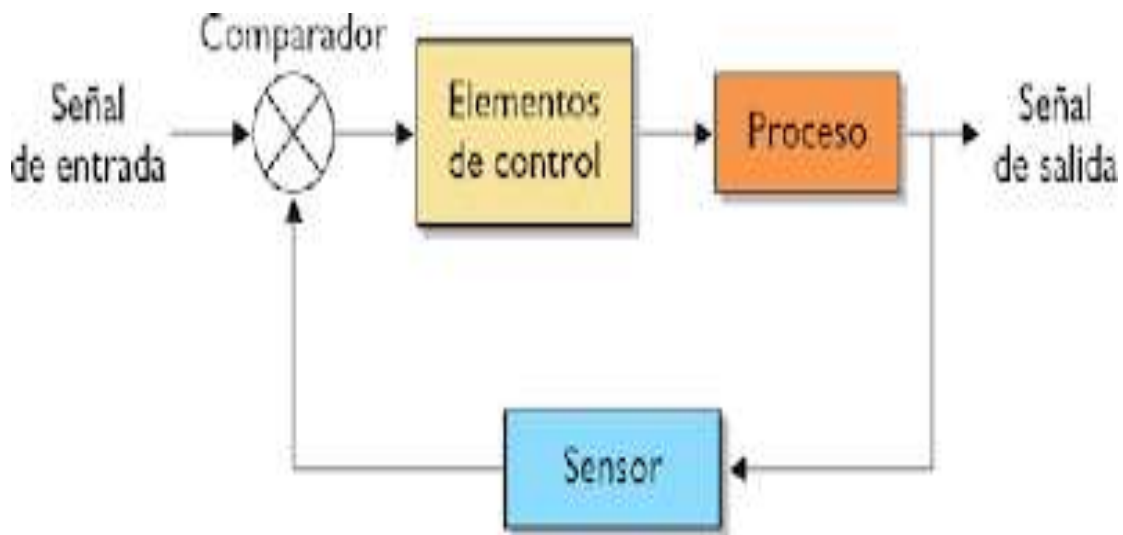 Comparador
Señal
de entrada
Elementos
de control
Proceso
Señal
de salida
Sensor